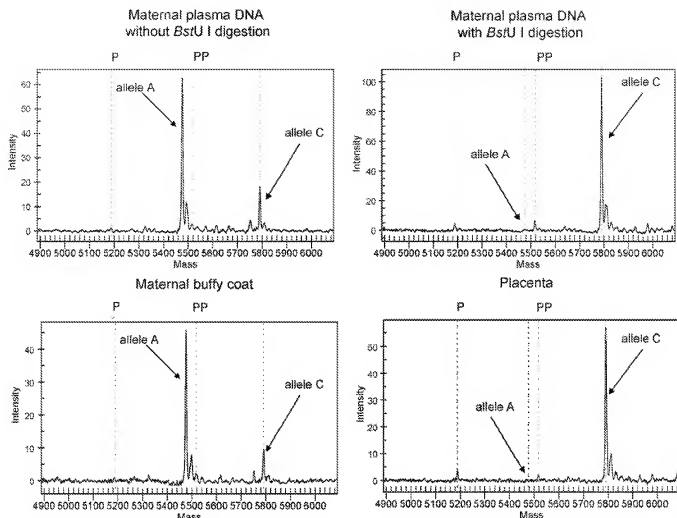 Maternal plasma DNA
without BstU I digestion
P PP
allele A
allele C
Intensity
60
50
40
30
20
10
0
4900 5000 5100 5200 5300 5400 5500 5600 5700 5800 5900 6000
Mass
Maternal plasma DNA
with BstU I digestion
P PP
allele C
allele A
Intensity
100
80
60
40
20
0
4900 5000 5100 5200 5300 5400 5500 5600 5700 5800 5900 6000
Mass
Maternal buffy coat
P PP
allele A
allele C
Intensity
40
30
20
10
0
4900 5000 5100 5200 5300 5400 5500 5600 5700 5800 5900 6000
Mass
Placenta
P PP
allele C
allele A
Intensity
50
40
30
20
10
0
4900 5000 5100 5200 5300 5400 5500 5600 5700 5800 5900 6000
Mass